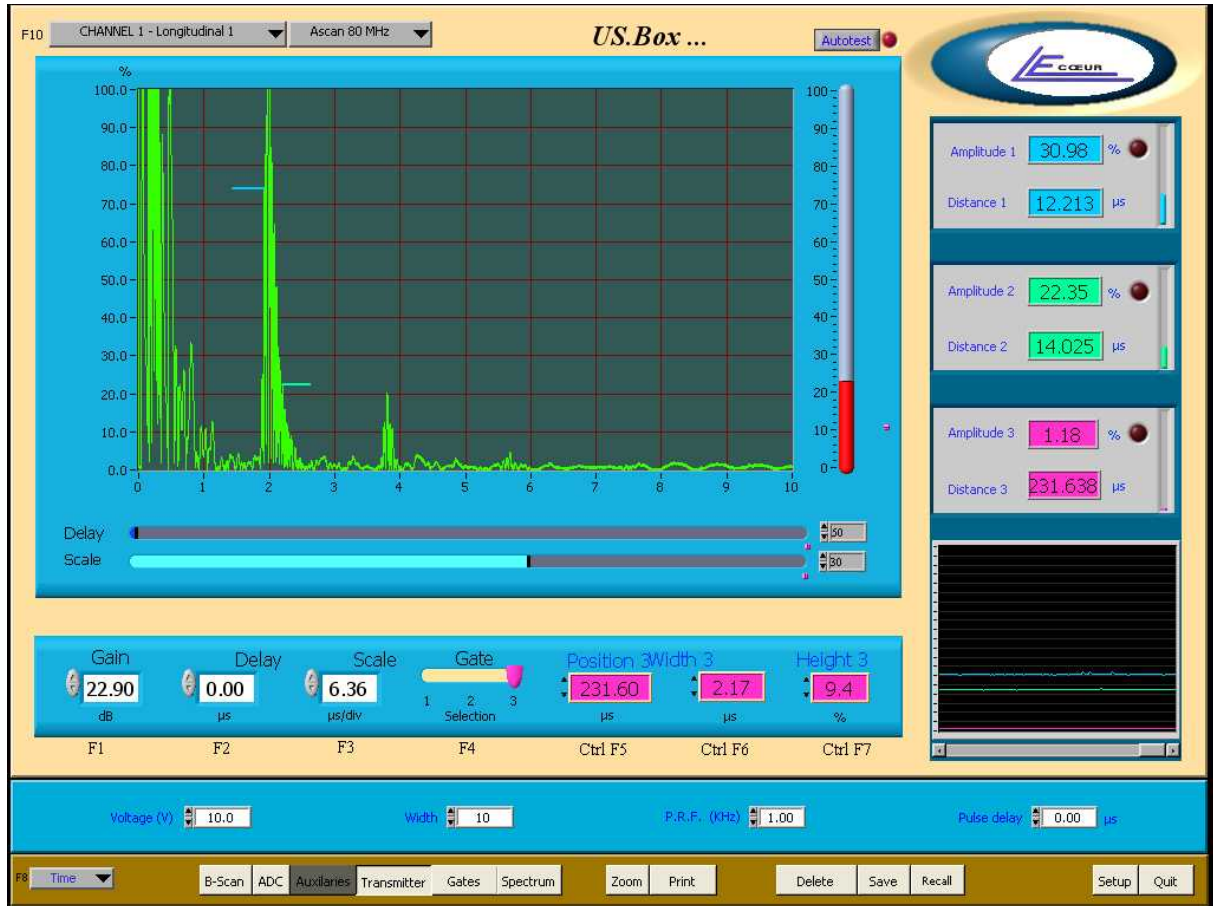 F10 CHANNEL 1 - Longitudinal 1 Ascan 80 MHz US.Box ... Autotest
LECŒUR
%
100.0
90.0
80.0
70.0
60.0
50.0
40.0
30.0
20.0
10.0
0.0
0 1 2 3 4 5 6 7 8 9 10
100
90
80
70
60
50
40
30
20
10
0
Delay 50
Scale 30
Amplitude 1 30.98 %
Distance 1 12.213 µs
Amplitude 2 22.35 %
Distance 2 14.025 µs
Amplitude 3 1.18 %
Distance 3 231.638 µs
Gain Delay Scale Gate Position 3 Width 3 Height 3
22.90 0.00 6.36 231.60 2.17 9.4
1 2 3
dB µs µs/div Selection µs µs %
F1 F2 F3 F4 Ctrl F5 Ctrl F6 Ctrl F7
Voltage (V) 10.0 Width 10 P.R.F. (KHz) 1.00 Pulse delay 0.00 µs
F8 Time B-Scan ADC Auxilaries Transmitter Gates Spectrum Zoom Print Delete Save Recall Setup Quit